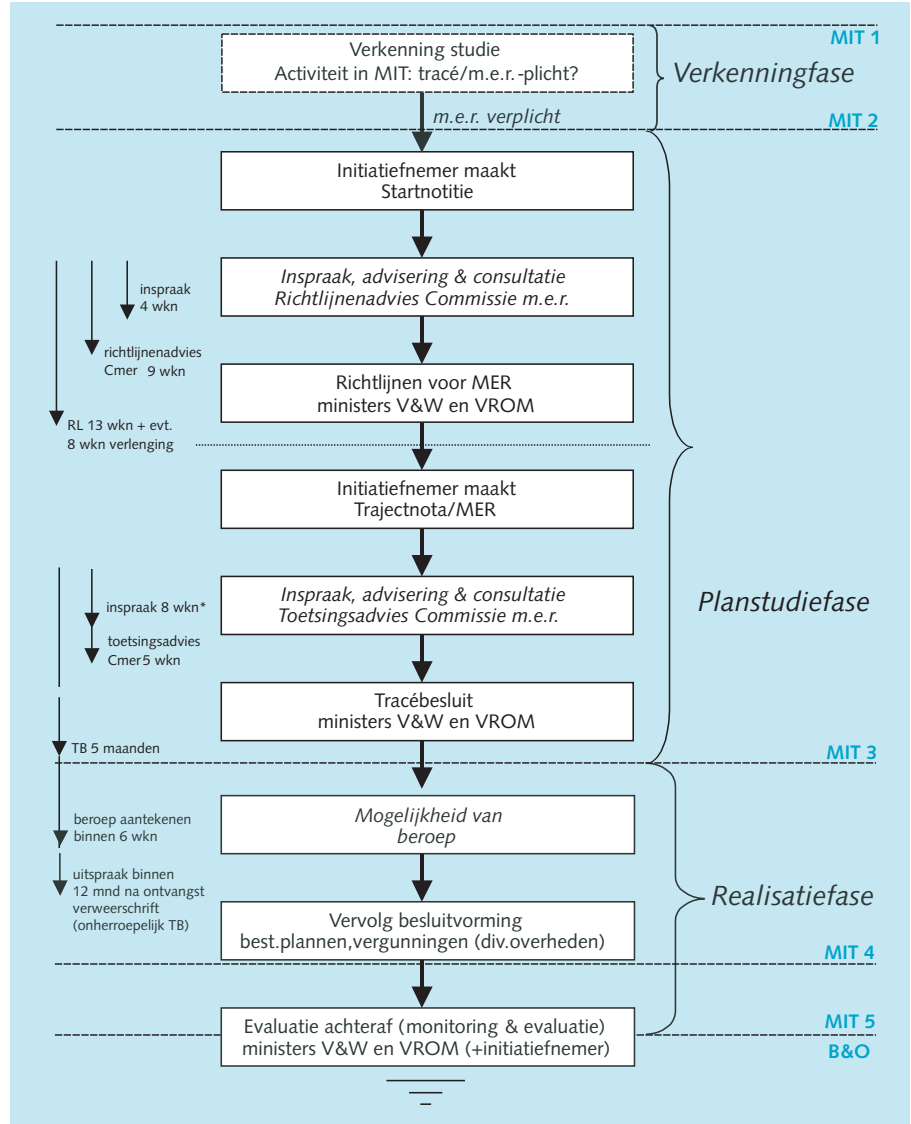 MIT 1
Verkenning studie
Activiteit in MIT: tracé/m.e.r.-plicht?
Verkenningfase
m.e.r. verplicht
MIT 2
Initiatiefnemer maakt
Startnotitie
Inspraak, advisering & consultatie
Richtlijnenadvies Commissie m.e.r.
inspraak
4 wkn
richtlijnenadvies
Cmer 9 wkn
Richtlijnen voor MER
ministers V&W en VROM
RL 13 wkn + evt.
8 wkn verlenging
Initiatiefnemer maakt
Trajectnota/MER
Inspraak, advisering & consultatie
Toetsingsadvies Commissie m.e.r.
Planstudiefase
inspraak 8 wkn*
toetsingsadvies
Cmer 5 wkn
Tracébesluit
ministers V&W en VROM
TB 5 maanden
MIT 3
Mogelijkheid van
beroep
beroep aantekenen
binnen 6 wkn
uitspraak binnen
12 mnd na ontvangst
verweerschrift
(onherroepelijk TB)
Realisatiefase
Vervolg besluitvorming
best.plannen,vergunningen (div.overheden)
MIT 4
Evaluatie achteraf (monitoring & evaluatie)
ministers V&W en VROM (+initiatiefnemer)
MIT 5
B&O